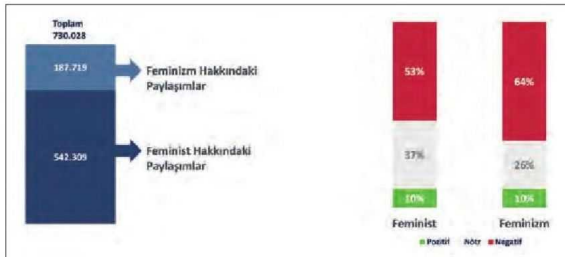 Toplam
730.028
187.719
Feminizm Hakkındaki
Paylaşımlar
542.309
Feminist Hakkındaki
Paylaşımlar
53%
37%
10%
Feminist
64%
26%
10%
Feminizm
Pozitif Nötr Negatif